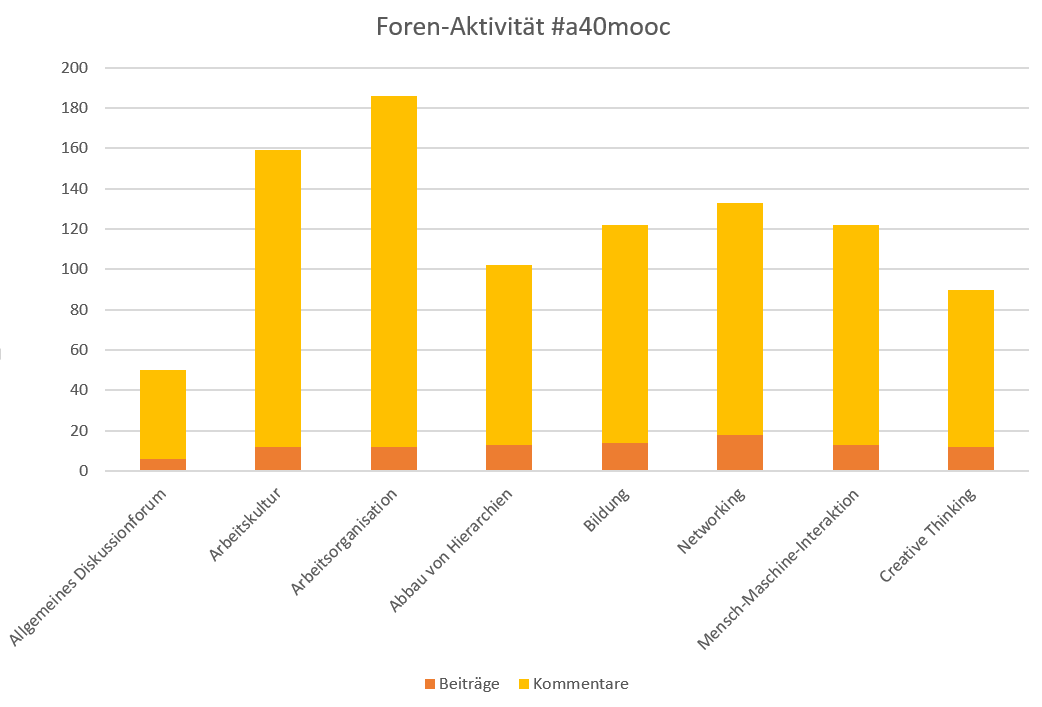 Foren-Aktivität #a40mooc
200
180
160
140
120
100
80
60
40
20
0
Allgemeines Diskussionforum
Arbeitskultur
Arbeitsorganisation
Abbau von Hierarchien
Bildung
Networking
Mensch-Maschine-Interaktion
Creative Thinking
Beiträge Kommentare